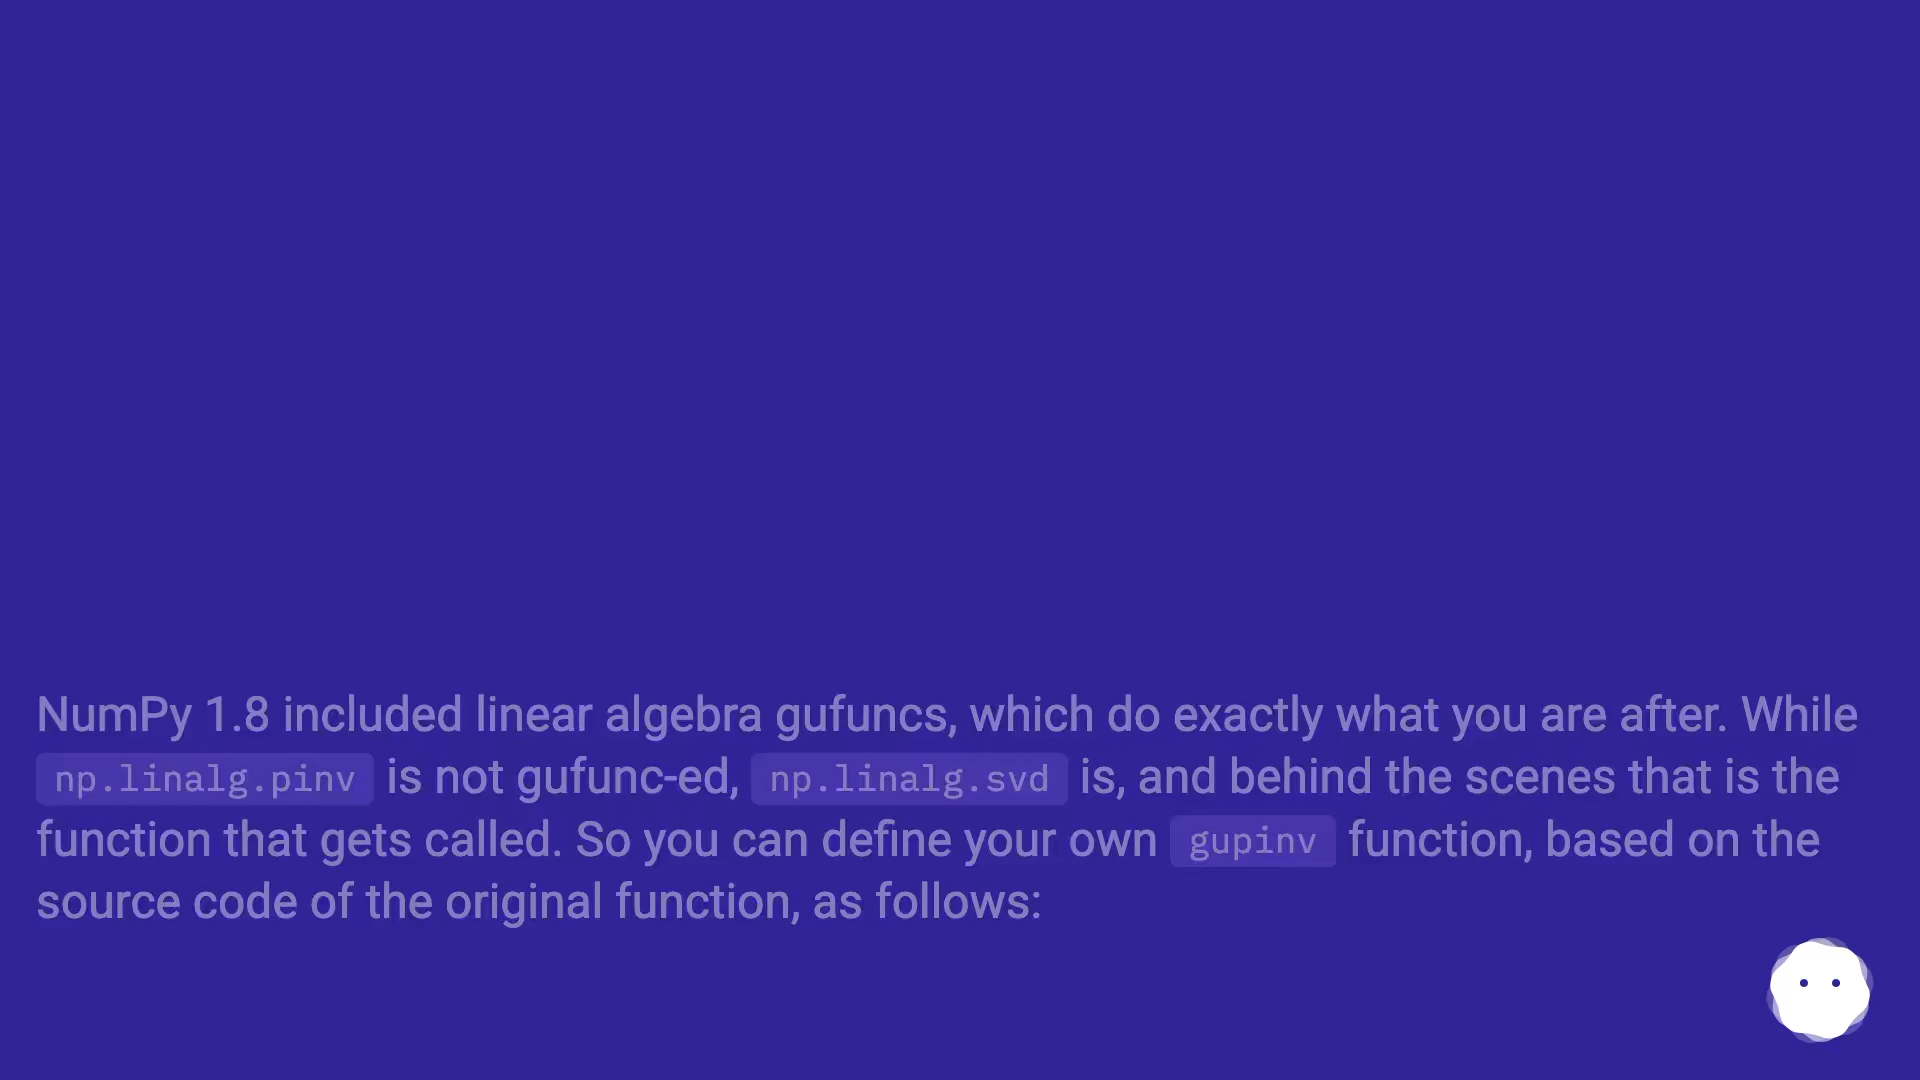 NumPy 1.8 included linear algebra gufuncs, which do exactly what you are after. While
np.linalg.pinv is not gufunc-ed, np.linalg.svd is, and behind the scenes that is the
function that gets called. So you can define your own gupinv function, based on the
source code of the original function, as follows: